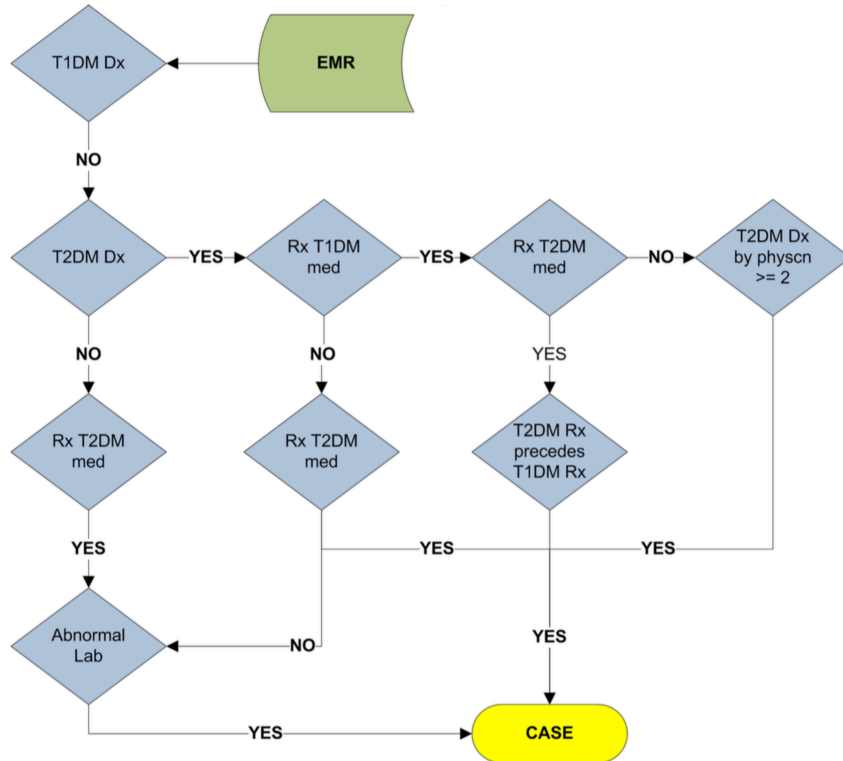 T1DM Dx
EMR
NO
T2DM Dx
YES
Rx T1DM
med
YES
Rx T2DM
med
NO
T2DM Dx
by physcn
>= 2
NO
NO
YES
Rx T2DM
med
Rx T2DM
med
T2DM Rx
precedes
T1DM Rx
YES
YES
YES
Abnormal
Lab
NO
YES
YES
CASE